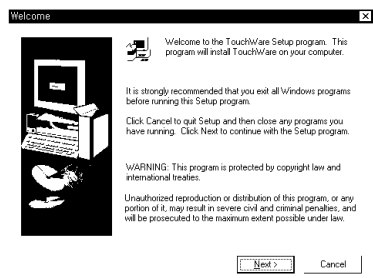 Welcome
Welcome to the TouchWare Setup program. This
program will install TouchWare on your computer.
It is strongly recommended that you exit all Windows programs
before running this Setup program.
Click Cancel to quit Setup and then close any programs you
have running. Click Next to continue with the Setup program.
WARNING: This program is protected by copyright law and
international treaties.
Unauthorized reproduction or distribution of this program, or any
portion of it, may result in severe civil and criminal penalties, and
will be prosecuted to the maximum extent possible under law.
Next >
Cancel